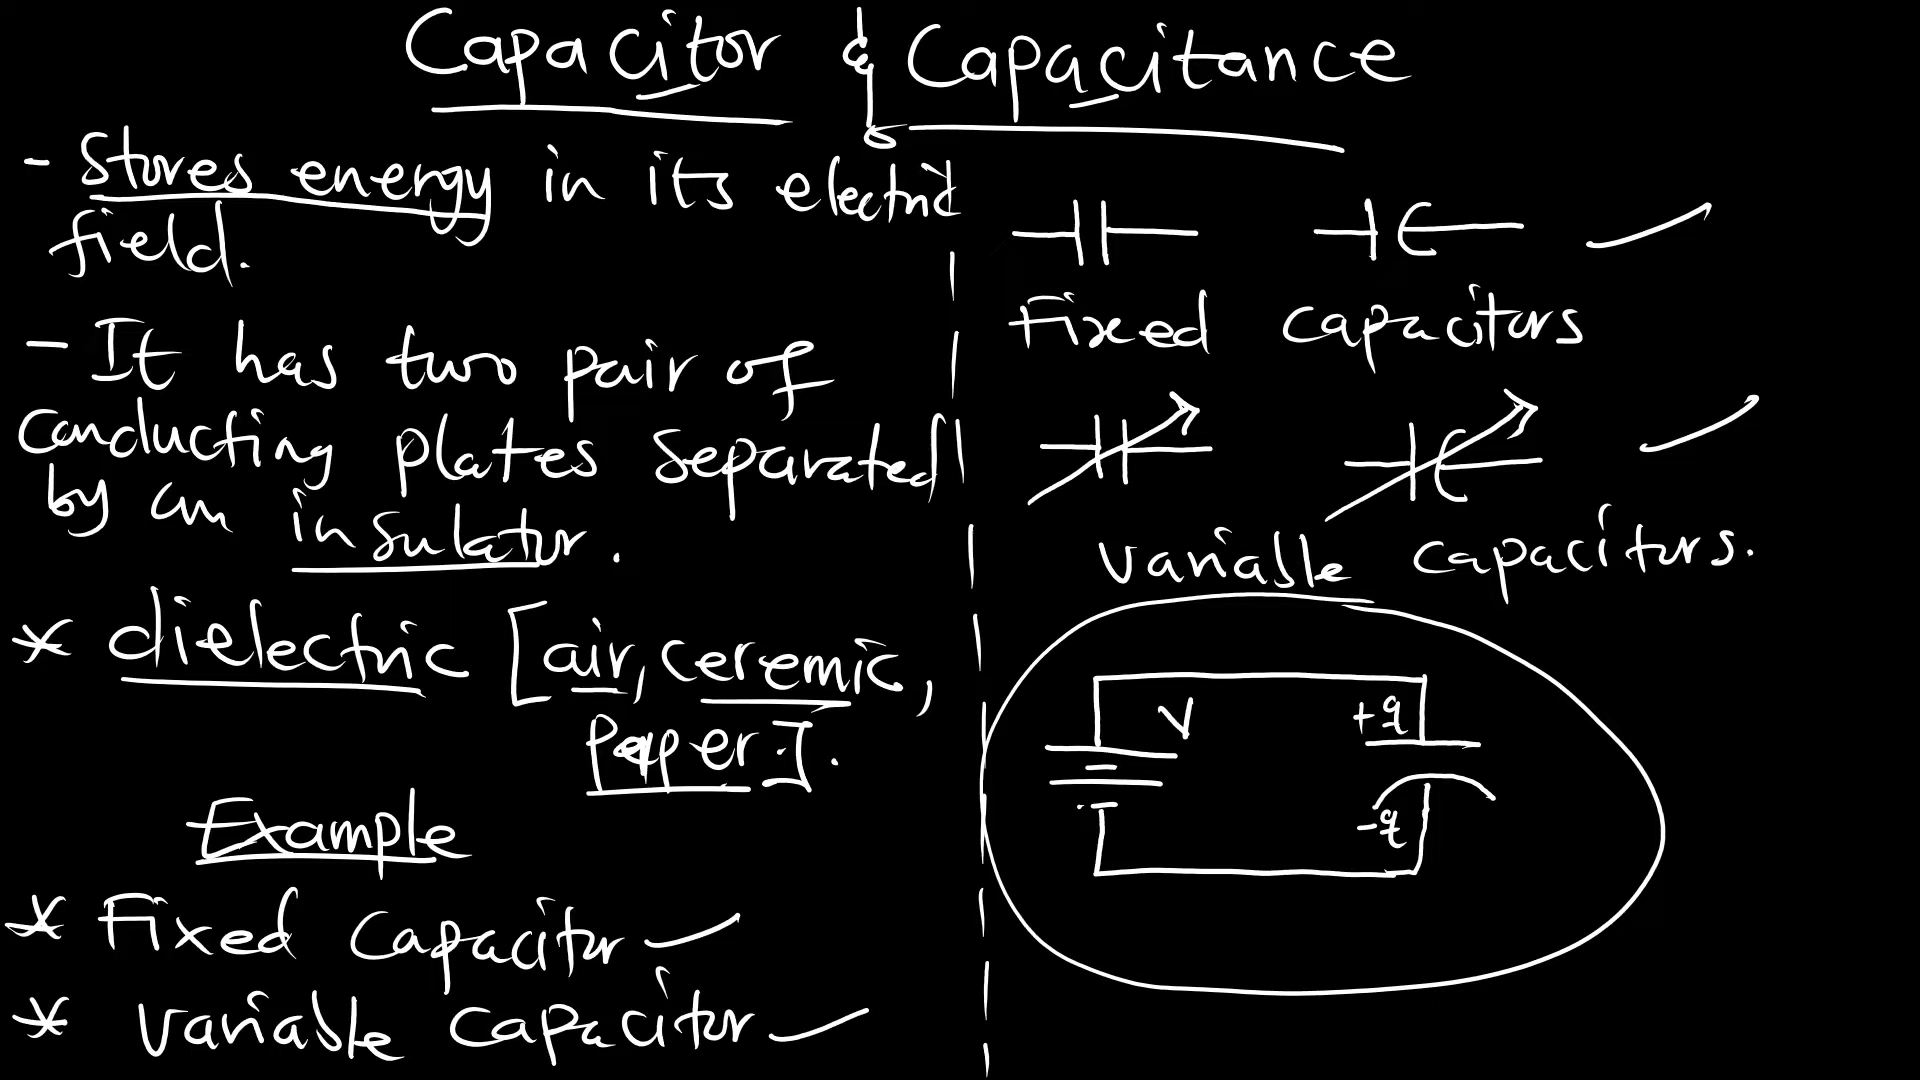 Capacitor & Capacitance
- Stores energy in its electric
field.
- It has two pair of
conducting plates separated
by an insulator.
* dielectric [air, ceremic,
paper.].
Example
* Fixed capacitor
* variable capacitor
Fixed capacitors
variable capacitors.
V +q
-q